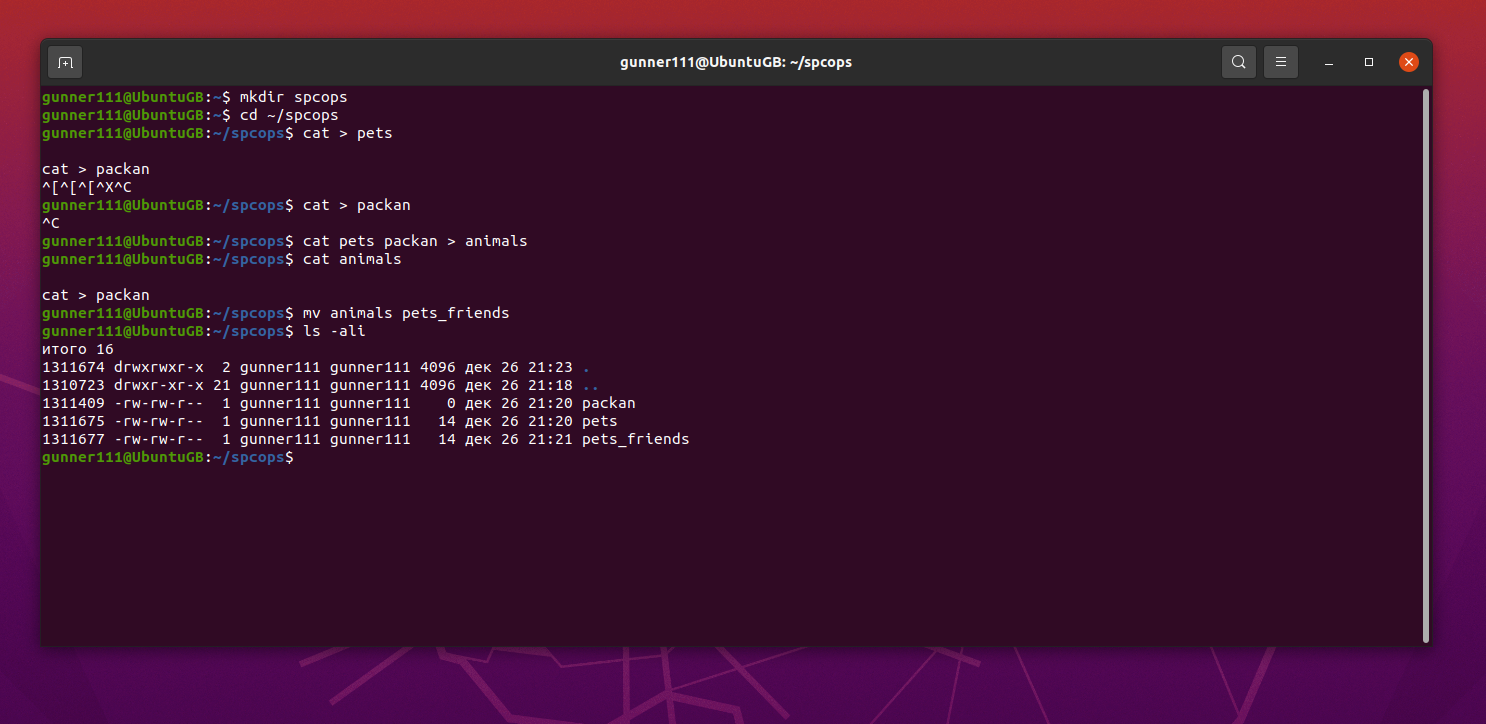 gunner111@UbuntuGB: ~/spcops
gunner111@UbuntuGB:~$ mkdir spcops
gunner111@UbuntuGB:~$ cd ~/spcops
gunner111@UbuntuGB:~/spcops$ cat > pets
cat > packan
^[^[^[^X^C
gunner111@UbuntuGB:~/spcops$ cat > packan
^C
gunner111@UbuntuGB:~/spcops$ cat pets packan > animals
gunner111@UbuntuGB:~/spcops$ cat animals
cat > packan
gunner111@UbuntuGB:~/spcops$ mv animals pets_friends
gunner111@UbuntuGB:~/spcops$ ls -ali
итого 16
1311674 drwxrwxr-x  2 gunner111 gunner111 4096 дек 26 21:23 .
1310723 drwxr-xr-x 21 gunner111 gunner111 4096 дек 26 21:18 ..
1311409 -rw-rw-r--  1 gunner111 gunner111    0 дек 26 21:20 packan
1311675 -rw-rw-r--  1 gunner111 gunner111   14 дек 26 21:20 pets
1311677 -rw-rw-r--  1 gunner111 gunner111   14 дек 26 21:21 pets_friends
gunner111@UbuntuGB:~/spcops$